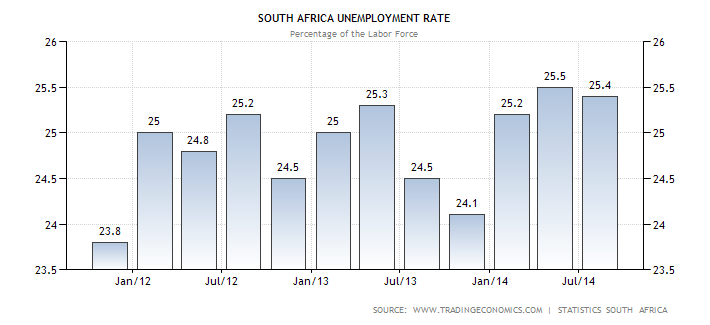 SOUTH AFRICA UNEMPLOYMENT RATE
Percentage of the Labor Force
26 26
25.5 25.5
25 25
24.5 24.5
24 24
23.5 23.5
23.8 25 24.8 25.2 24.5 25 25.3 24.5 24.1 25.2 25.5 25.4
Jan/12 Jul/12 Jan/13 Jul/13 Jan/14 Jul/14
SOURCE: WWW.TRADINGECONOMICS.COM | STATISTICS SOUTH AFRICA